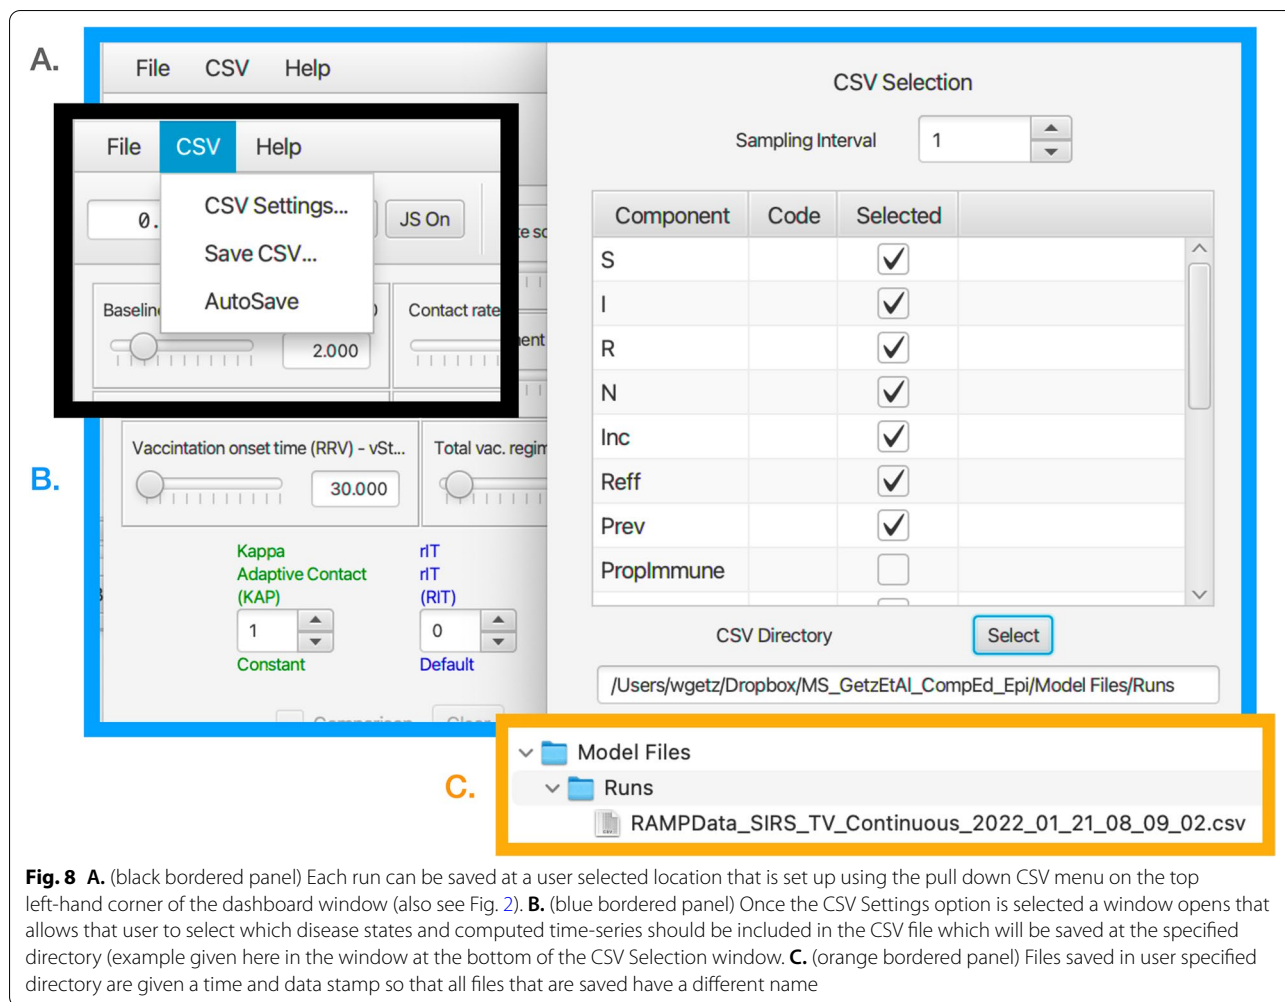 A.
File CSV Help
CSV Selection
Sampling Interval 1
File CSV Help
0.
CSV Settings...
Save CSV...
AutoSave
JS On
Baselin
2.000
Contact rate
Component Code Selected
S
I
R
N
Inc
Reff
Prev
PropImmune
B.
Vaccintation onset time (RRV) - vSt...
30.000
Total vac. regim
Kappa
Adaptive Contact
(KAP)
1
Constant
rIT
rIT
(RIT)
0
Default
CSV Directory Select
/Users/wgetz/Dropbox/MS_GetzEtAl_CompEd_Epi/Model Files/Runs
C.
Model Files
Runs
RAMPData_SIRS_TV_Continuous_2022_01_21_08_09_02.csv
Fig. 8 A. (black bordered panel) Each run can be saved at a user selected location that is set up using the pull down CSV menu on the top
left-hand corner of the dashboard window (also see Fig. 2). B. (blue bordered panel) Once the CSV Settings option is selected a window opens that
allows that user to select which disease states and computed time-series should be included in the CSV file which will be saved at the specified
directory (example given here in the window at the bottom of the CSV Selection window. C. (orange bordered panel) Files saved in user specified
directory are given a time and data stamp so that all files that are saved have a different name